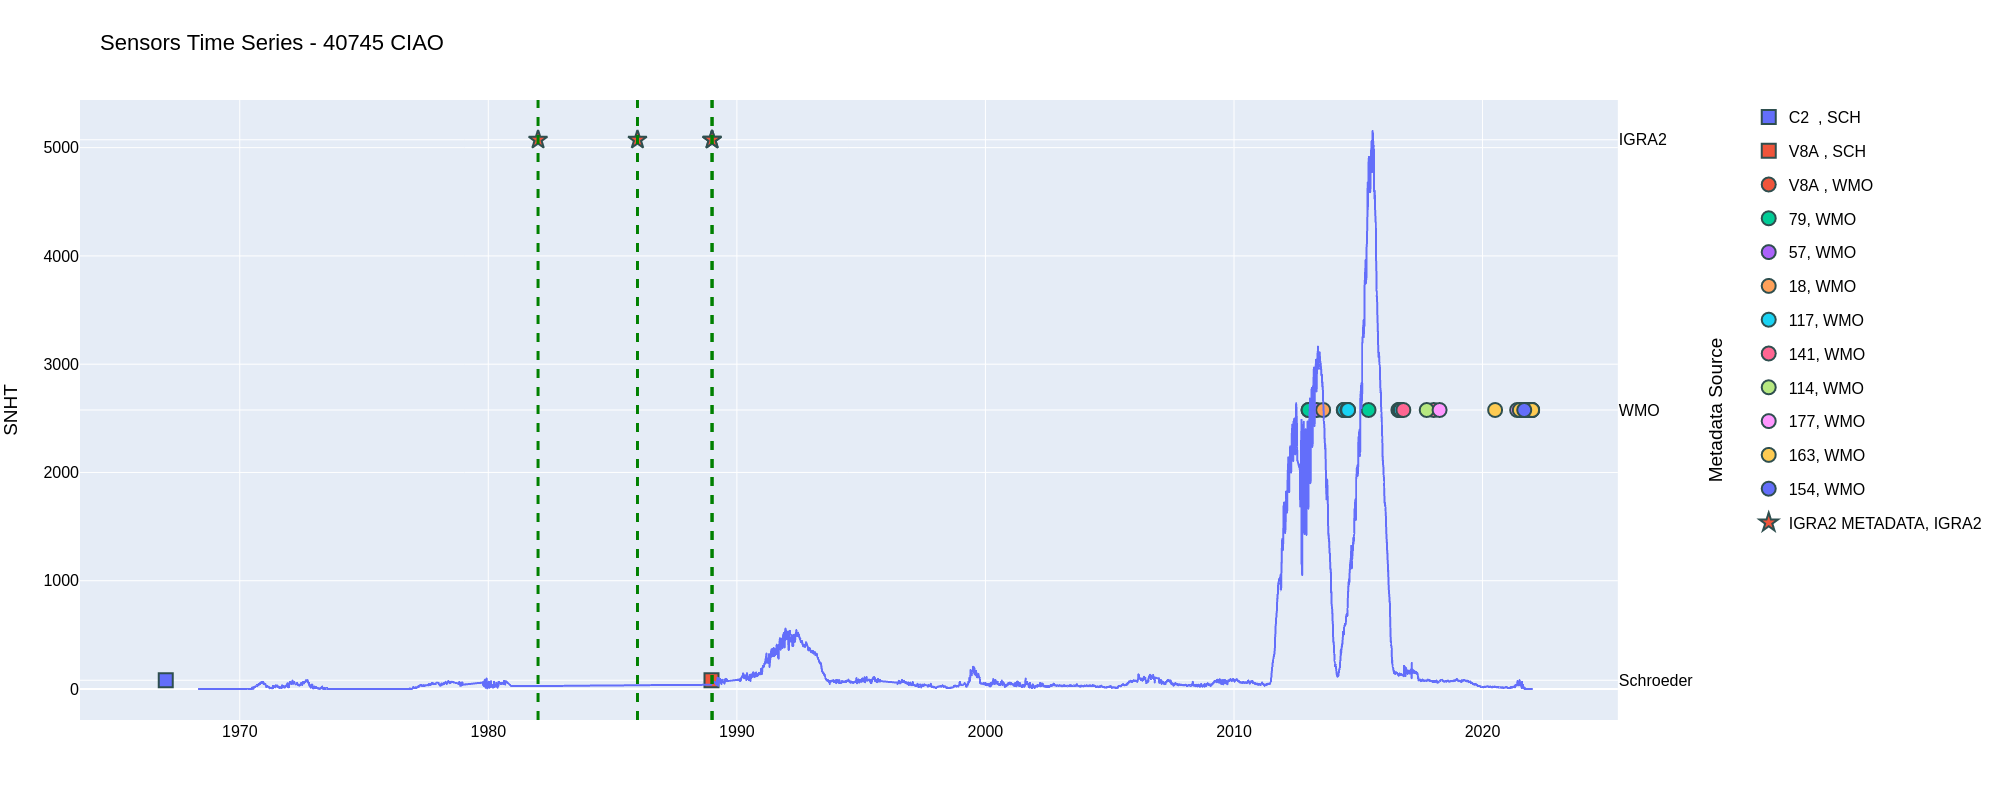 Sensors Time Series - 40745 CIAO
SNHT
5000
4000
3000
2000
1000
0
1970
1980
1990
2000
2010
2020
IGRA2
WMO
Schroeder
Metadata Source
C2  , SCH
V8A , SCH
V8A , WMO
79, WMO
57, WMO
18, WMO
117, WMO
141, WMO
114, WMO
177, WMO
163, WMO
154, WMO
IGRA2 METADATA, IGRA2